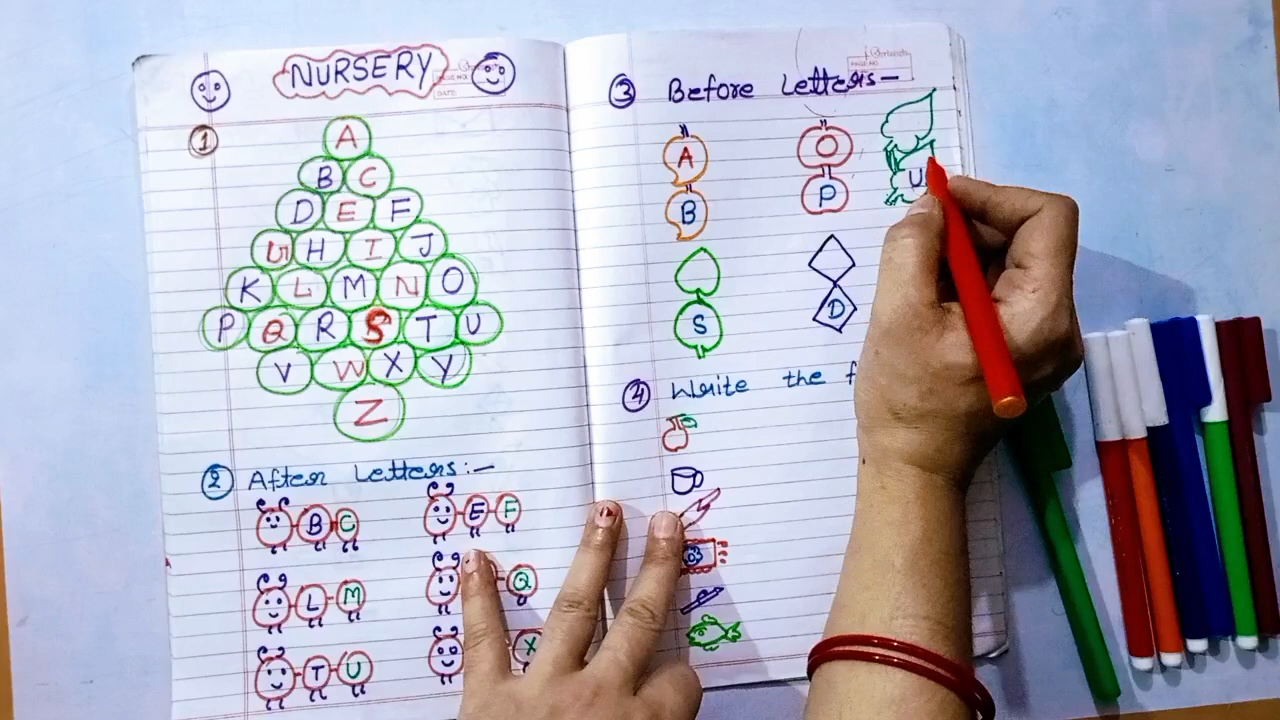 NURSERY
1
A
B C
D E F
G H I J
K L M N O
P Q R S T U
V W X Y
Z
2 After Letters:-
B C E F
L M Q
T U X
3 Before Letters-
A O
B P U
S D
4 Write the f